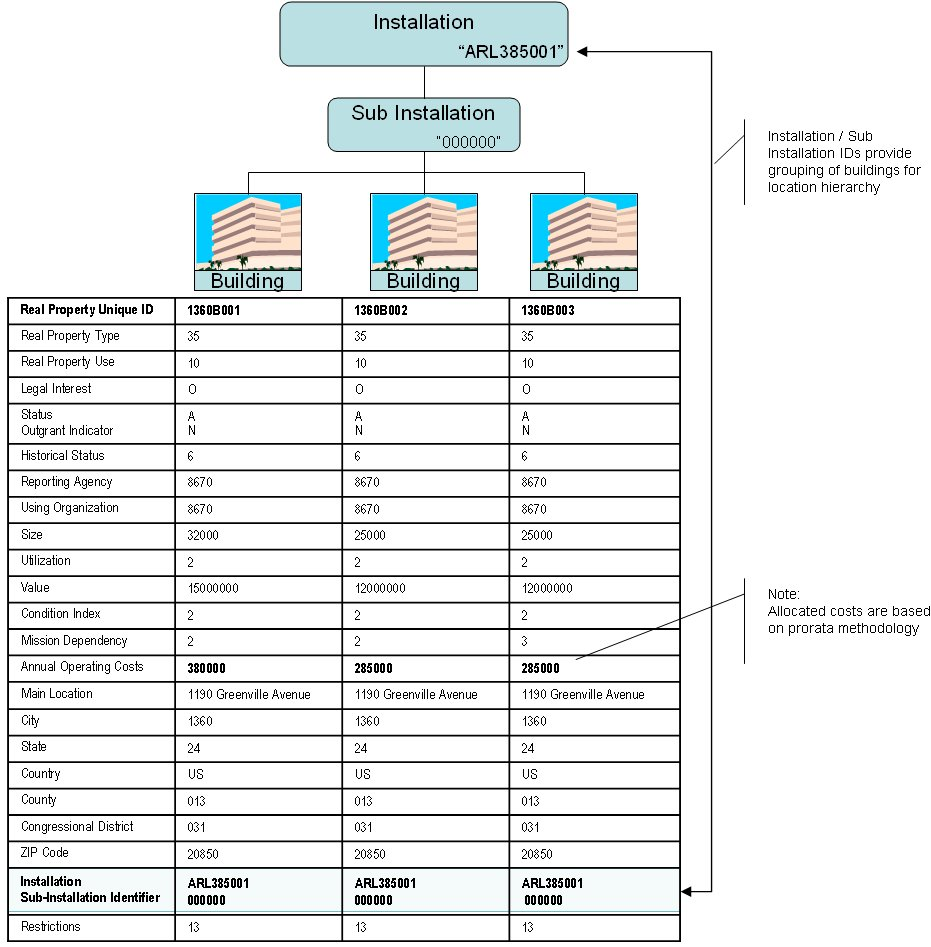 Installation
“ARL385001”
Sub Installation
"000000"
Installation / Sub
Installation IDs provide
grouping of buildings for
location hierarchy
Building Building Building
Real Property Unique ID 1360B001 1360B002 1360B003
Real Property Type 35 35 35
Real Property Use 10 10 10
Legal Interest O O O
Status A A A
Outgrant Indicator N N N
Historical Status 6 6 6
Reporting Agency 8670 8670 8670
Using Organization 8670 8670 8670
Size 32000 25000 25000
Utilization 2 2 2
Value 15000000 12000000 12000000
Condition Index 2 2 2
Mission Dependency 2 2 3
Annual Operating Costs 380000 285000 285000
Note:
Allocated costs are based
on prorata methodology
Main Location 1190 Greenville Avenue 1190 Greenville Avenue 1190 Greenville Avenue
City 1360 1360 1360
State 24 24 24
Country US US US
County 013 013 013
Congressional District 031 031 031
ZIP Code 20850 20850 20850
Installation ARL385001 ARL385001 ARL385001
Sub-Installation Identifier 000000 000000 000000
Restrictions 13 13 13